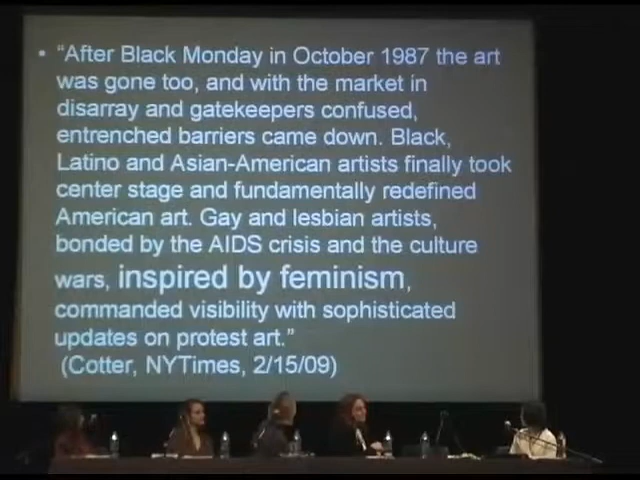 • “After Black Monday in October 1987 the art
was gone too, and with the market in
disarray and gatekeepers confused,
entrenched barriers came down. Black,
Latino and Asian-American artists finally took
center stage and fundamentally redefined
American art. Gay and lesbian artists,
bonded by the AIDS crisis and the culture
wars, inspired by feminism,
commanded visibility with sophisticated
updates on protest art.”
(Cotter, NYTimes, 2/15/09)